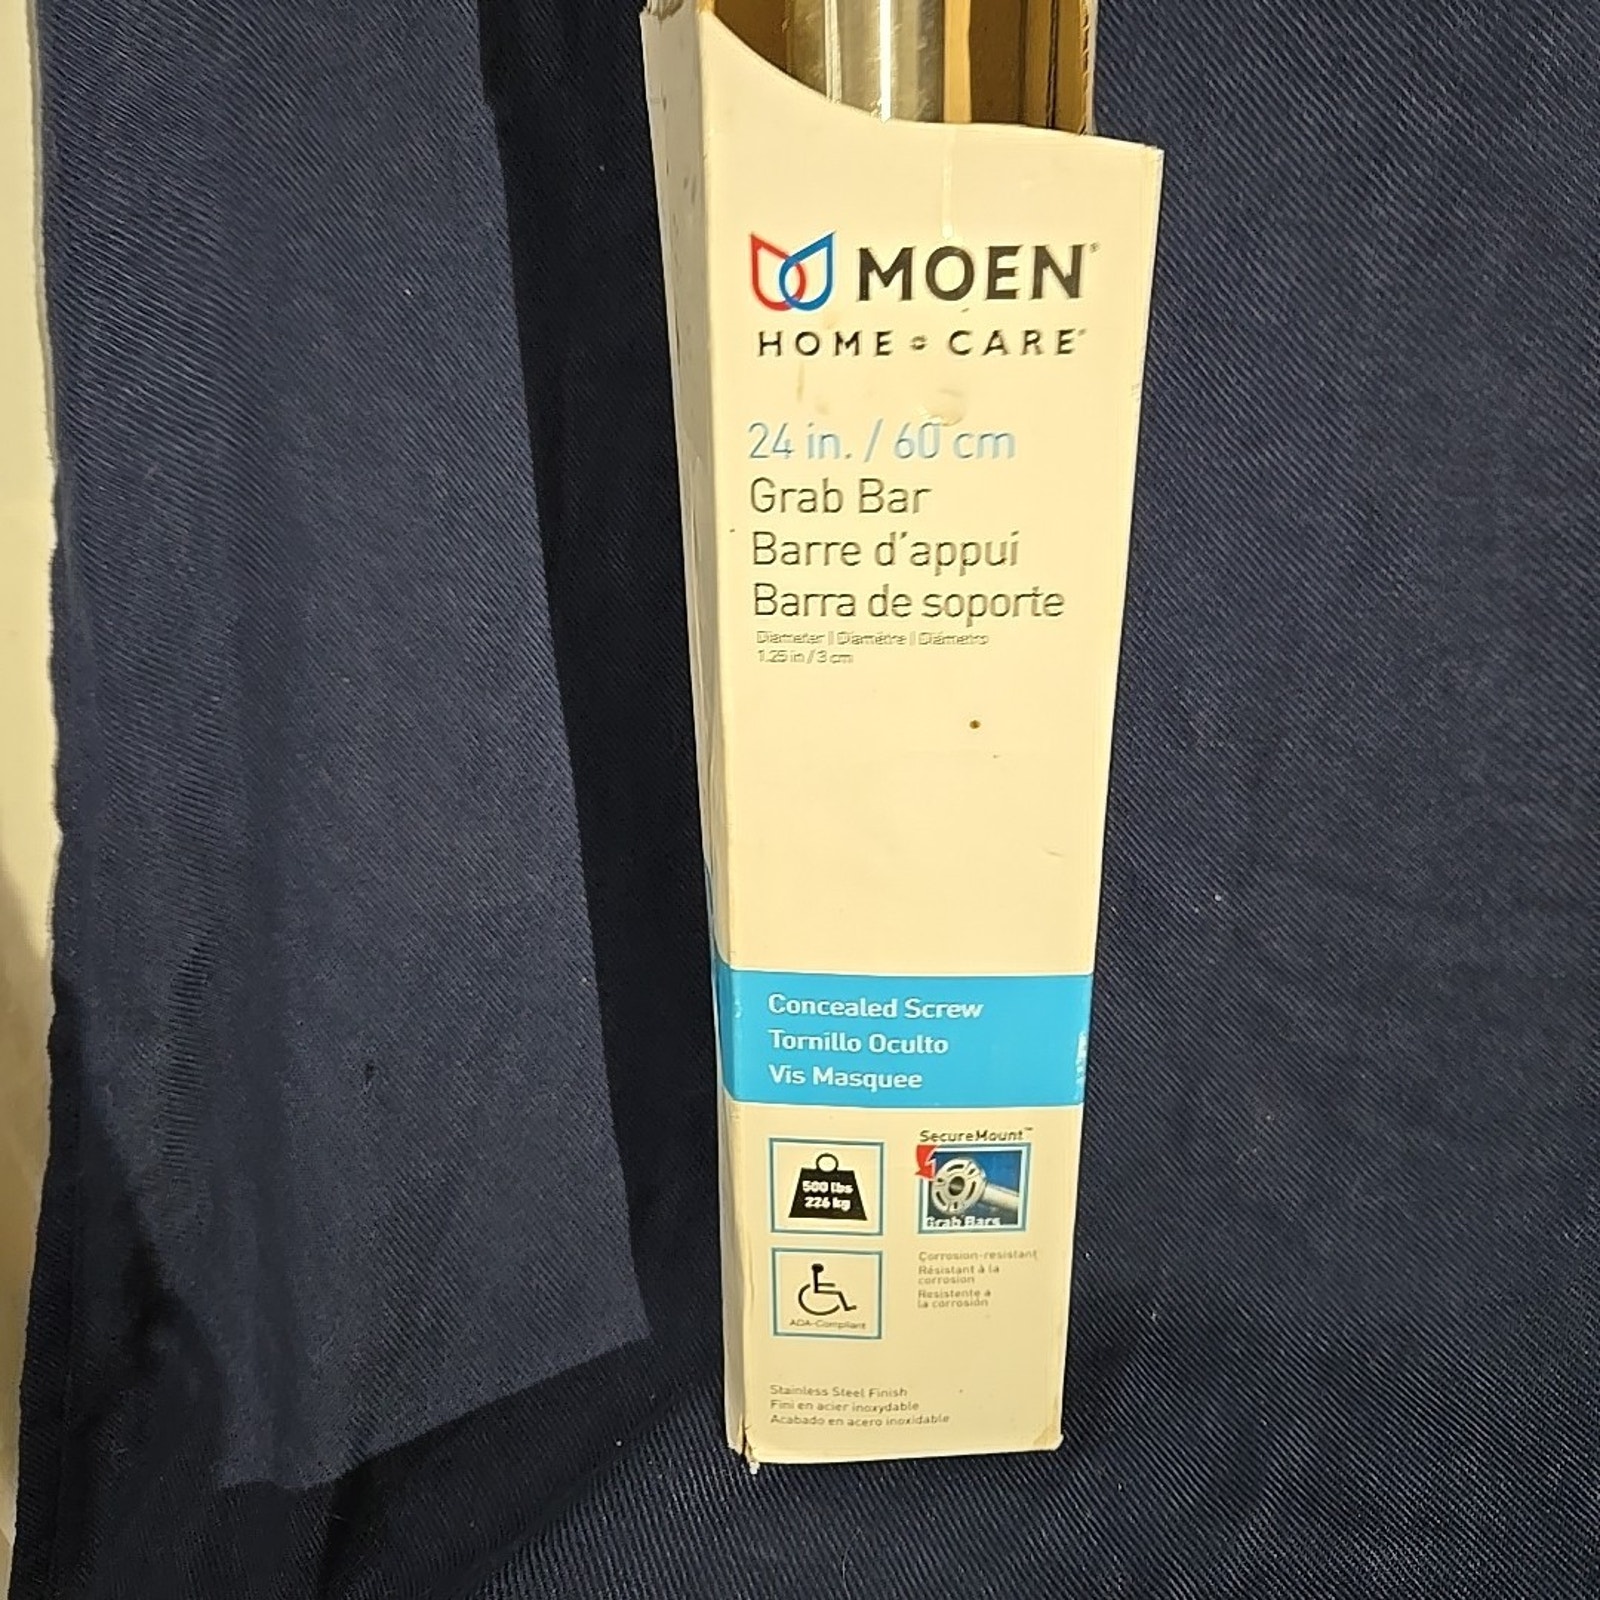 MOEN®
HOME CARE®
24 in. / 60 cm
Grab Bar
Barre d'appui
Barra de soporte
Diameter | Diamètre | Diámetro
1.25 in / 3 cm
Concealed Screw
Tornillo Oculto
Vis Masquee
500 lbs
226 kg
SecureMount™
Grab Bars
ADA-Compliant
Corrosion-resistant
Résistant à la
corrosion
Resistente a
la corrosión
Stainless Steel Finish
Fini en acier inoxydable
Acabado en acero inoxidable